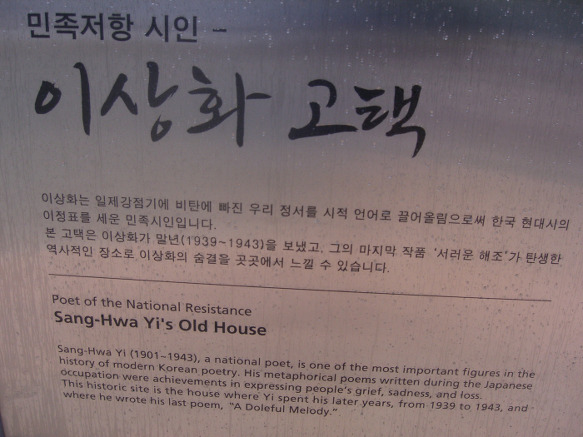 민족저항 시인 –
이상화 고택
이상화는 일제강점기에 비탄에 빠진 우리 정서를 시적 언어로 끌어올림으로써 한국 현대시의
이정표를 세운 민족시인입니다.
본 고택은 이상화가 말년(1939~1943)을 보냈고, 그의 마지막 작품 '서러운 해조'가 탄생한
역사적인 장소로 이상화의 숨결을 곳곳에서 느낄 수 있습니다.
Poet of the National Resistance
Sang-Hwa Yi's Old House
Sang-Hwa Yi (1901~1943), a national poet, is one of the most important figures in the
history of modern Korean poetry. His metaphorical poems written during the Japanese
occupation were achievements in expressing people's grief, sadness, and loss.
This historic site is the house where Yi spent his later years, from 1939 to 1943, and
where he wrote his last poem, "A Doleful Melody."